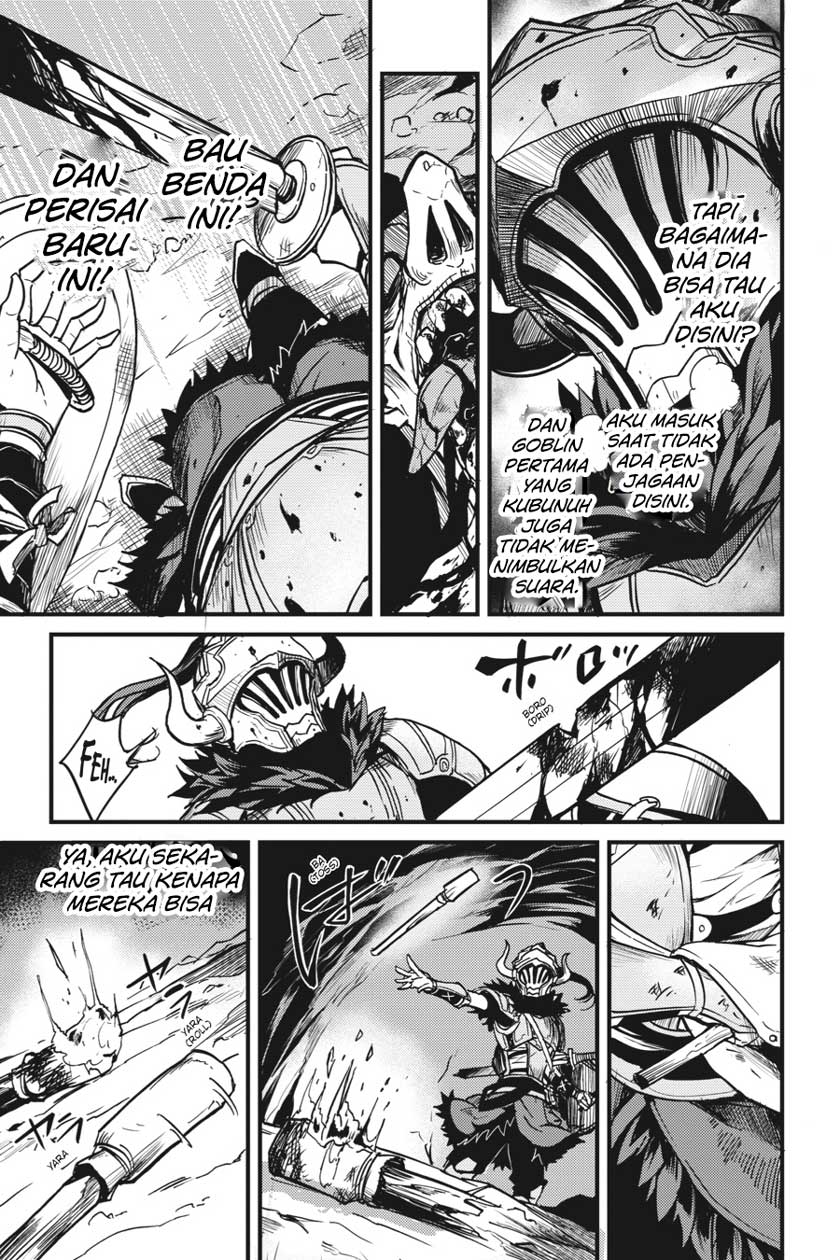 TAPI
BAGAIMA-
NA DIA
BISA TAU
AKU
DISINI?
AKU MASUK
SAAT TIDAK
ADA PEN-
JAGAAN
DISINI.
DAN
GOBLIN
PERTAMA
YANG
KUBUNUH
JUGA
TIDAK ME-
NIMBULKAN
SUARA.
BAU
BENDA
INI!
DAN
PERISAI
BARU
INI!
ボロ
BORO
(DRIP)
FEH...
ばっ
BA
(TOSS)
YA, AKU SEKA-
RANG TAU KENAPA
MEREKA BISA
ヤラ
YARA
(ROLL)
ヤラ
YARA